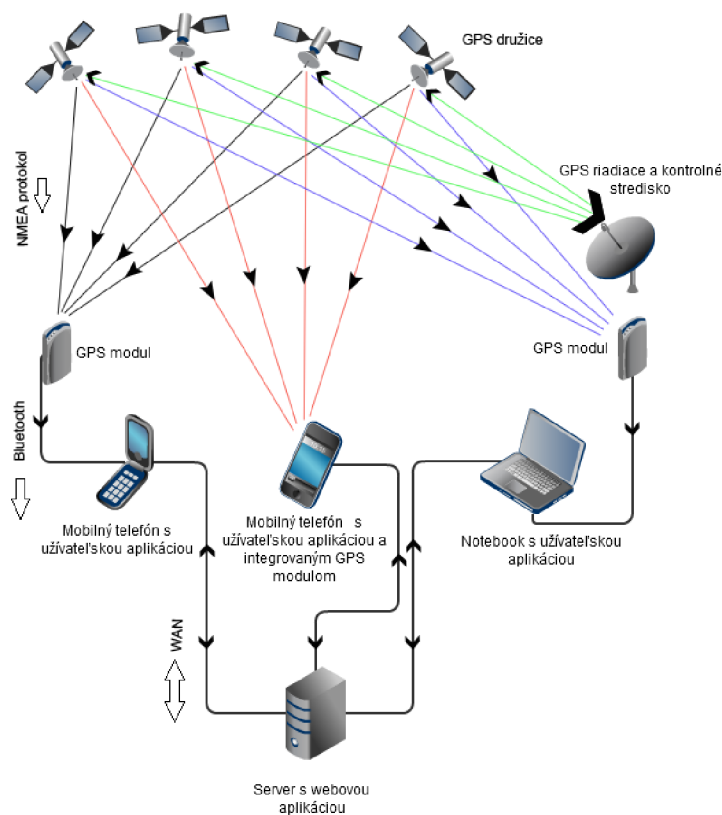 GPS družice
GPS riadiace a kontrolné
stredisko
NMEA protokol
GPS modul
GPS modul
Bluetooth
Mobilný telefón s
užívateľskou aplikáciou
Mobilný telefón s
užívateľskou aplikáciou a
integrovaným GPS
modulom
Notebook s užívateľskou
aplikáciou
WAN
Server s webovou
aplikáciou